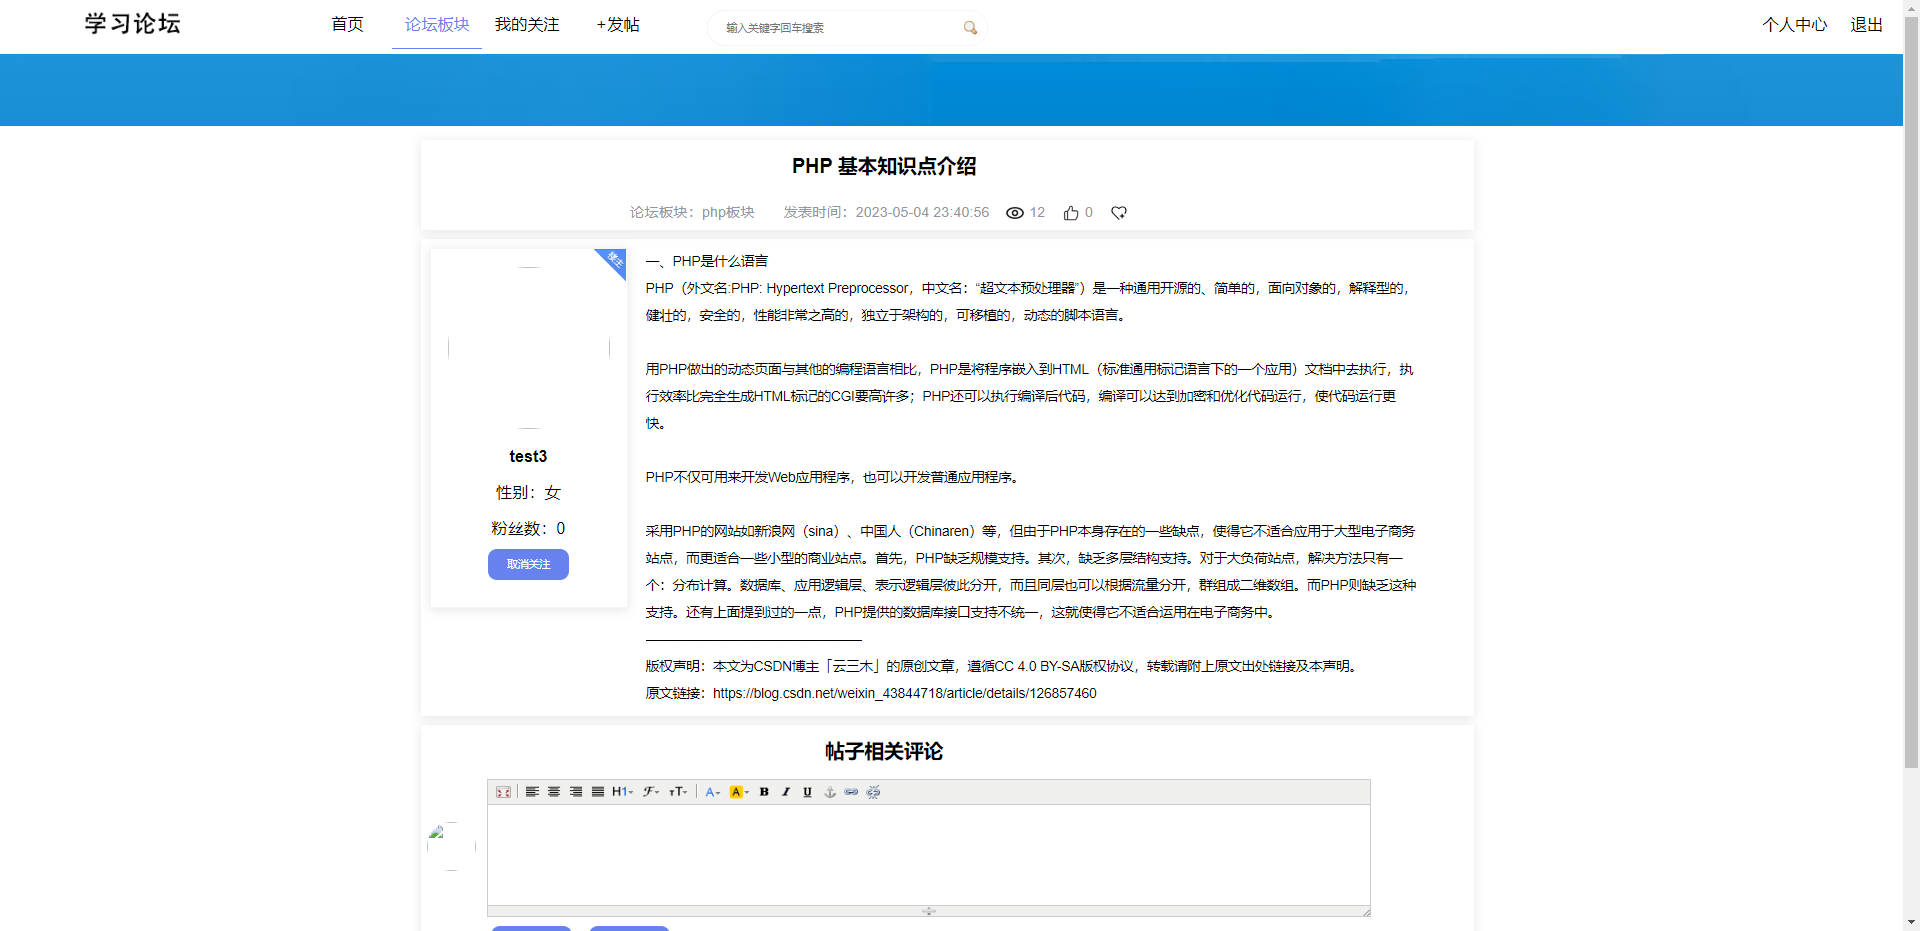 学习论坛
首页
论坛板块
我的关注
+发帖
输入关键字回车搜索
个人中心
退出
PHP 基本知识点介绍
论坛板块：php板块
发表时间：2023-05-04 23:40:56
12
0
楼主
test3
性别：女
粉丝数：0
取消关注
一、PHP是什么语言
PHP（外文名:PHP: Hypertext Preprocessor，中文名：“超文本预处理器”）是一种通用开源的、简单的，面向对象的，解释型的，
健壮的，安全的，性能非常之高的，独立于架构的，可移植的，动态的脚本语言。
用PHP做出的动态页面与其他的编程语言相比，PHP是将程序嵌入到HTML（标准通用标记语言下的一个应用）文档中去执行，执
行效率比完全生成HTML标记的CGI要高许多；PHP还可以执行编译后代码，编译可以达到加密和优化代码运行，使代码运行更
快。
PHP不仅可用来开发Web应用程序，也可以开发普通应用程序。
采用PHP的网站如新浪网（sina）、中国人（Chinaren）等，但由于PHP本身存在的一些缺点，使得它不适合应用于大型电子商务
站点，而更适合一些小型的商业站点。首先，PHP缺乏规模支持。其次，缺乏多层结构支持。对于大负荷站点，解决方法只有一
个：分布计算。数据库、应用逻辑层、表示逻辑层彼此分开，而且同层也可以根据流量分开，群组成二维数组。而PHP则缺乏这种
支持。还有上面提到过的一点，PHP提供的数据库接口支持不统一，这就使得它不适合运用在电子商务中。
————————————————
版权声明：本文为CSDN博主「云三木」的原创文章，遵循CC 4.0 BY-SA版权协议，转载请附上原文出处链接及本声明。
原文链接：https://blog.csdn.net/weixin_43844718/article/details/126857460
帖子相关评论
H1 F TT A A B I U